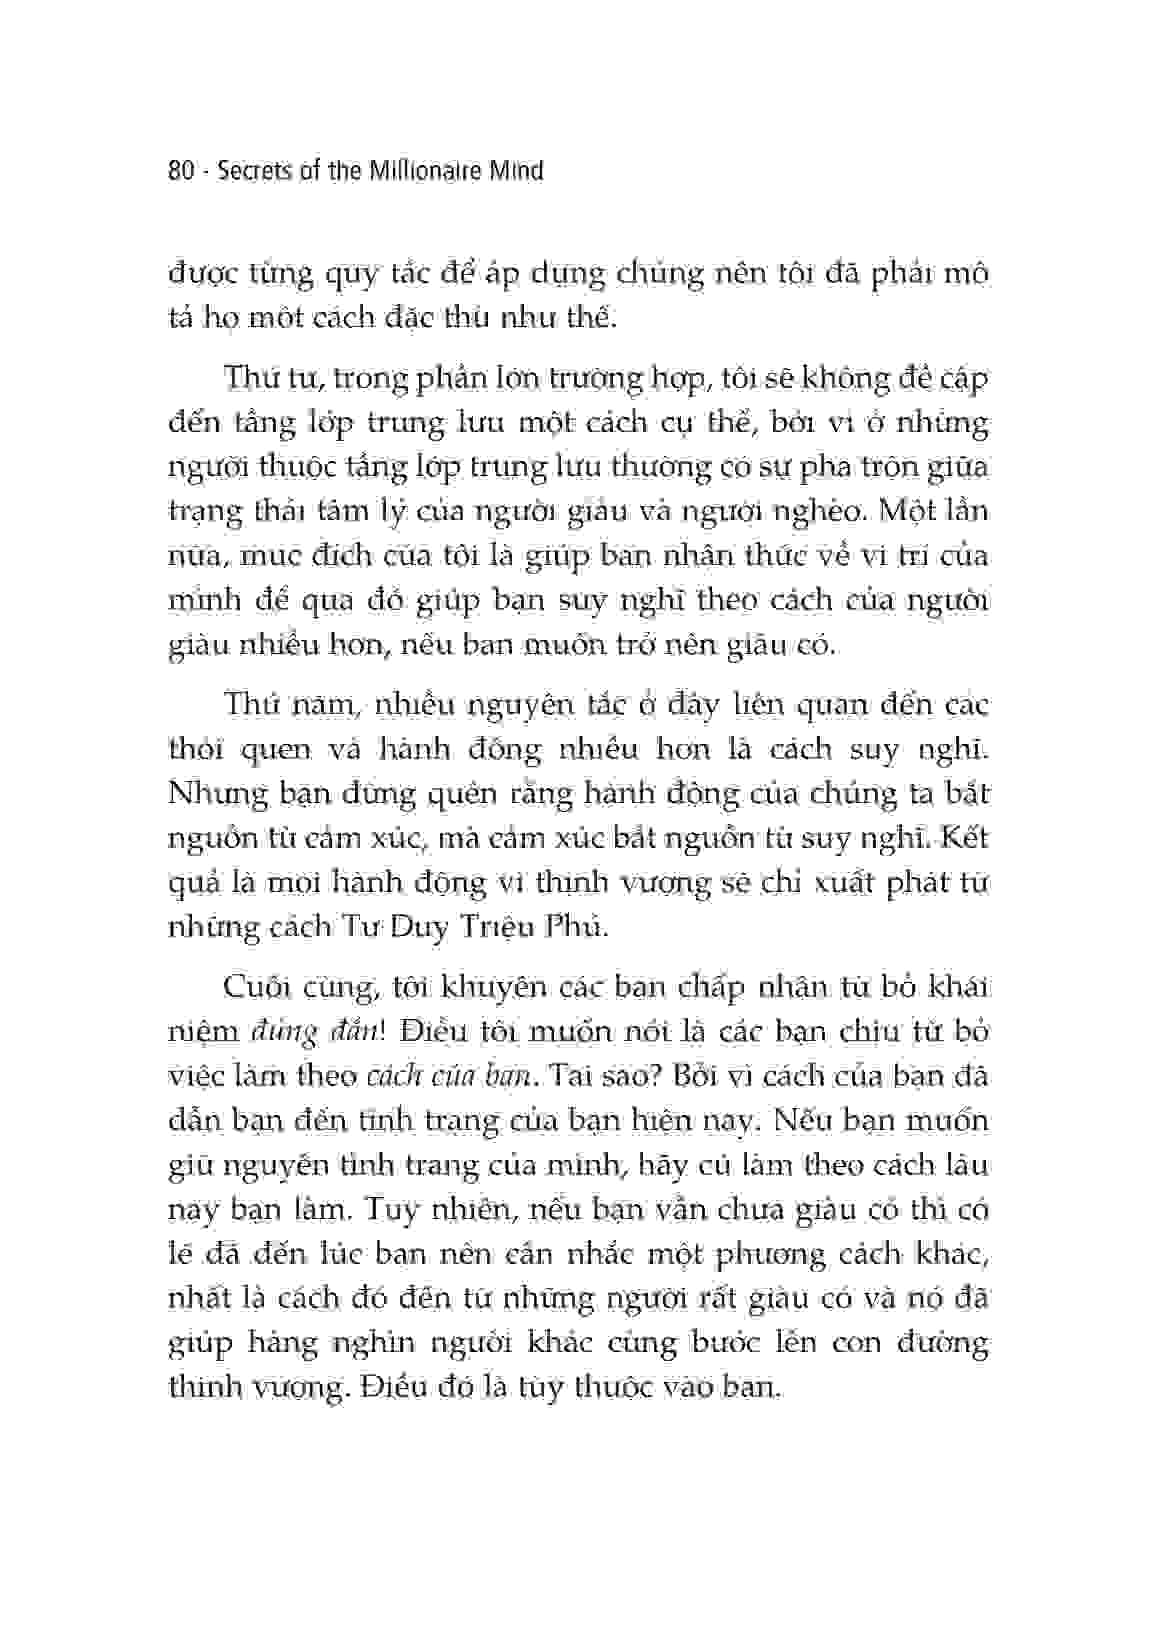 80 - Secrets of the Millionaire Mind
được từng quy tắc để áp dụng chúng nên tôi đã phải mô
tả họ một cách đặc thù như thế.
Thứ tư, trong phần lớn trường hợp, tôi sẽ không đề cập
đến tầng lớp trung lưu một cách cụ thể, bởi vì ở những
người thuộc tầng lớp trung lưu thường có sự pha trộn giữa
trạng thái tâm lý của người giàu và người nghèo. Một lần
nữa, mục đích của tôi là giúp bạn nhận thức về vị trí của
mình để qua đó giúp bạn suy nghĩ theo cách của người
giàu nhiều hơn, nếu bạn muốn trở nên giàu có.
Thứ năm, nhiều nguyên tắc ở đây liên quan đến các
thói quen và hành động nhiều hơn là cách suy nghĩ.
Nhưng bạn đừng quên rằng hành động của chúng ta bắt
nguồn từ cảm xúc, mà cảm xúc bắt nguồn từ suy nghĩ. Kết
quả là mọi hành động vì thịnh vượng sẽ chỉ xuất phát từ
những cách Tư Duy Triệu Phú.
Cuối cùng, tôi khuyên các bạn chấp nhận từ bỏ khái
niệm đúng đắn! Điều tôi muốn nói là các bạn chịu từ bỏ
việc làm theo cách của bạn. Tại sao? Bởi vì cách của bạn đã
dẫn bạn đến tình trạng của bạn hiện nay. Nếu bạn muốn
giữ nguyên tình trạng của mình, hãy cứ làm theo cách lâu
nay bạn làm. Tuy nhiên, nếu bạn vẫn chưa giàu có thì có
lẽ đã đến lúc bạn nên cân nhắc một phương cách khác,
nhất là cách đó đến từ những người rất giàu có và nó đã
giúp hàng nghìn người khác cùng bước lên con đường
thịnh vượng. Điều đó là tùy thuộc vào bạn.